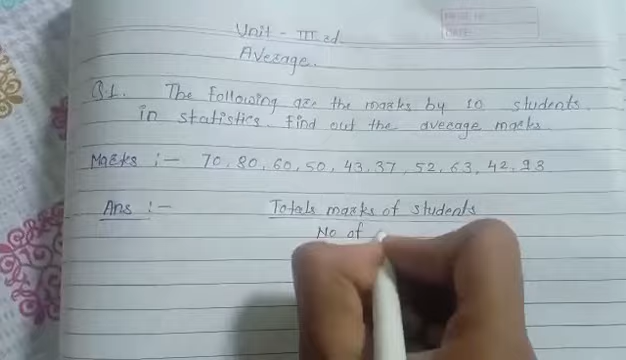 Unit - III rd.
Average.
Q.1. The following are the marks by 10 students.
in statistics. Find out the average marks
Marks :- 70, 80, 60, 50, 43, 37, 52, 63, 42, 93
Ans :- Totals marks of students
No of